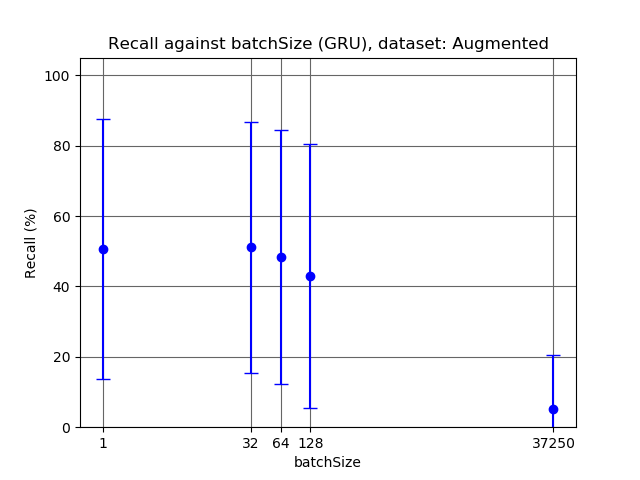 Recall against batchSize (GRU), dataset: Augmented
100
80
60
40
20
0
Recall (%)
1 32 64 128 37250
batchSize